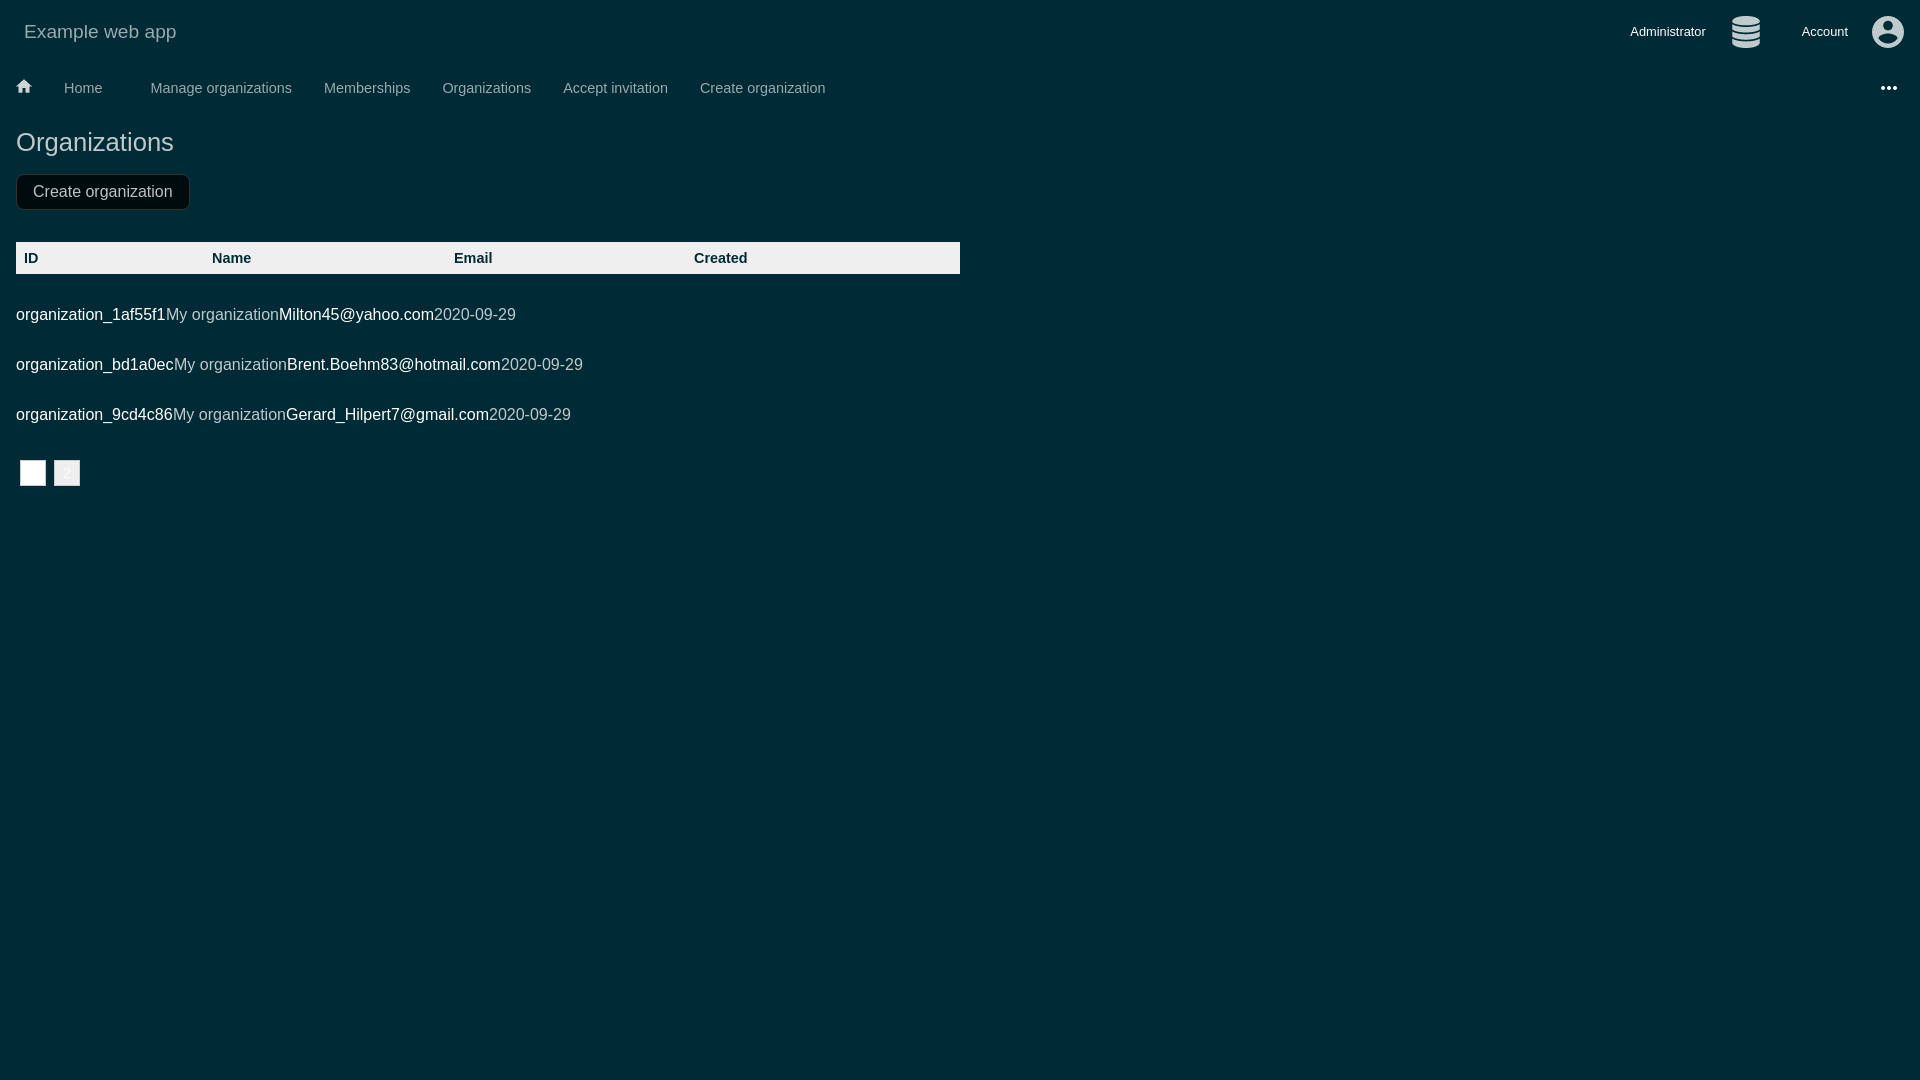 Example web app
Administrator
Account
Home
Manage organizations
Memberships
Organizations
Accept invitation
Create organization
Organizations
Create organization
ID Name Email Created
organization_1af55f1My organizationMilton45@yahoo.com2020-09-29
organization_bd1a0ecMy organizationBrent.Boehm83@hotmail.com2020-09-29
organization_9cd4c86My organizationGerard_Hilpert7@gmail.com2020-09-29
2